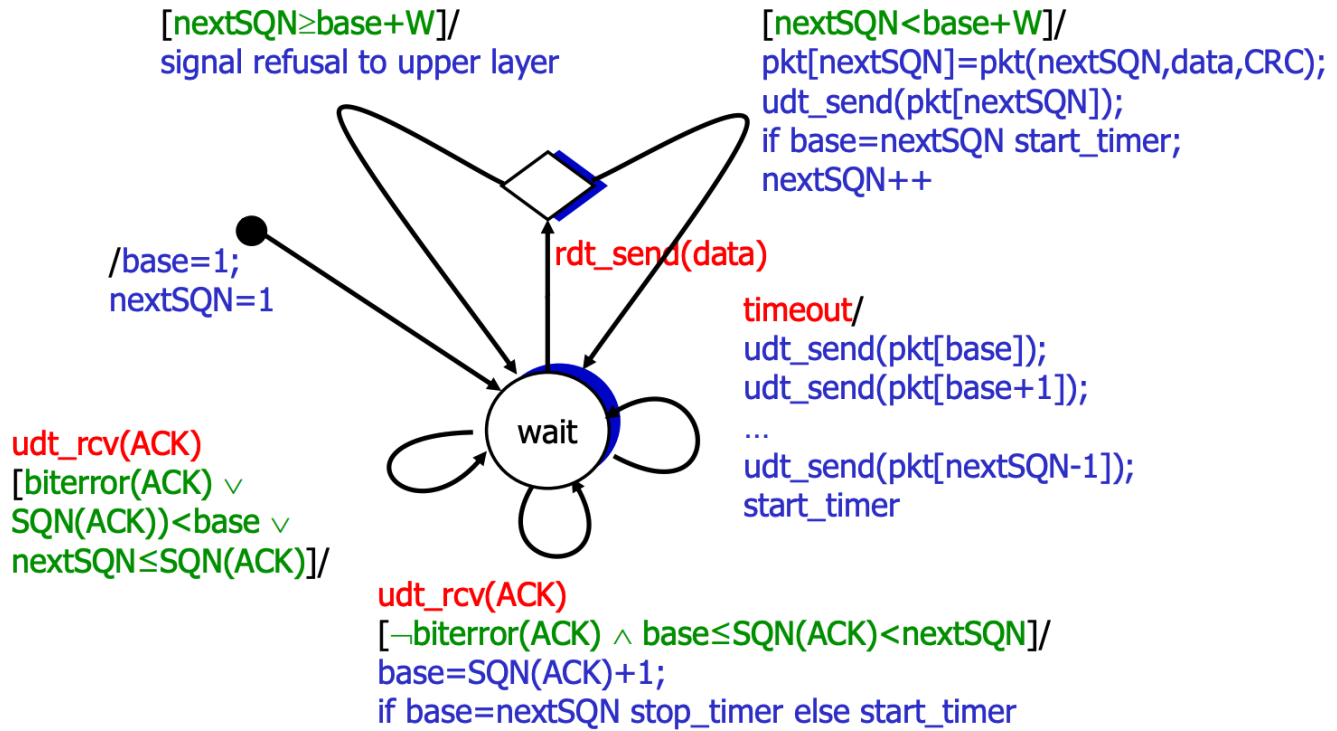 [nextSQN≥base+W]/
signal refusal to upper layer
[nextSQN<base+W]/
pkt[nextSQN]=pkt(nextSQN,data,CRC);
udt_send(pkt[nextSQN]);
if base=nextSQN start_timer;
nextSQN++
rdt_send(data)
/base=1;
nextSQN=1
timeout/
udt_send(pkt[base]);
udt_send(pkt[base+1]);
...
udt_send(pkt[nextSQN-1]);
start_timer
wait
udt_rcv(ACK)
[biterror(ACK) ∨
SQN(ACK))<base ∨
nextSQN≤SQN(ACK)]/
udt_rcv(ACK)
[¬biterror(ACK) ∧ base≤SQN(ACK)<nextSQN]/
base=SQN(ACK)+1;
if base=nextSQN stop_timer else start_timer